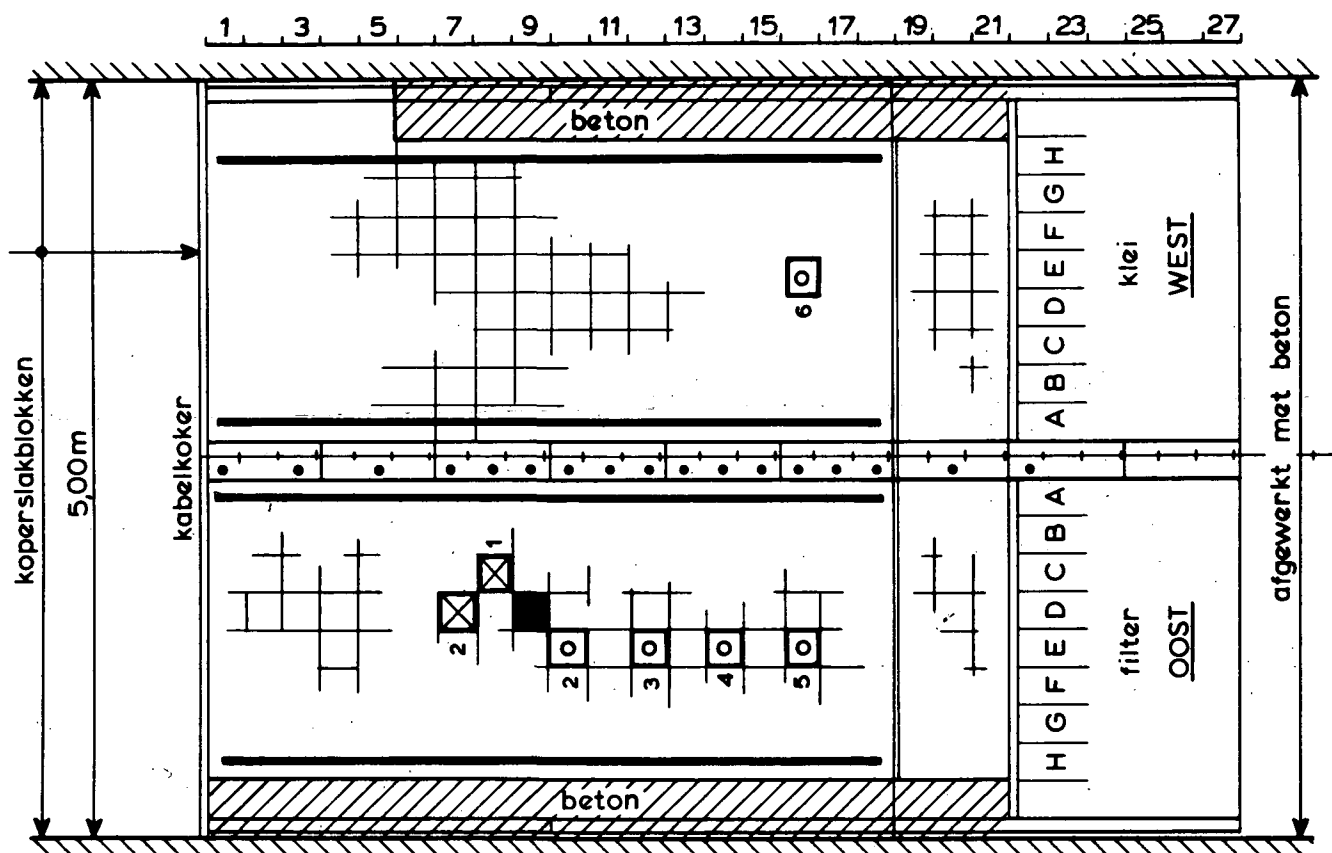 1 3 5 7 9 11 13 15 17 19 21 23 25 27
beton
H
G
F
E
D
C
B
A
klei
WEST
6
koperslakblokken
5,00m
kabelkoker
afgewerkt met beton
A
B
C
D
E
F
G
H
filter
OOST
1
2
2
3
4
5
beton